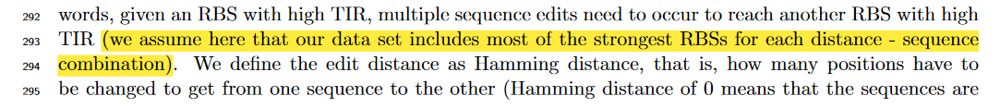 292 words, given an RBS with high TIR, multiple sequence edits need to occur to reach another RBS with high
293 TIR (we assume here that our data set includes most of the strongest RBSs for each distance - sequence
294 combination). We define the edit distance as Hamming distance, that is, how many positions have to
295 be changed to get from one sequence to the other (Hamming distance of 0 means that the sequences are